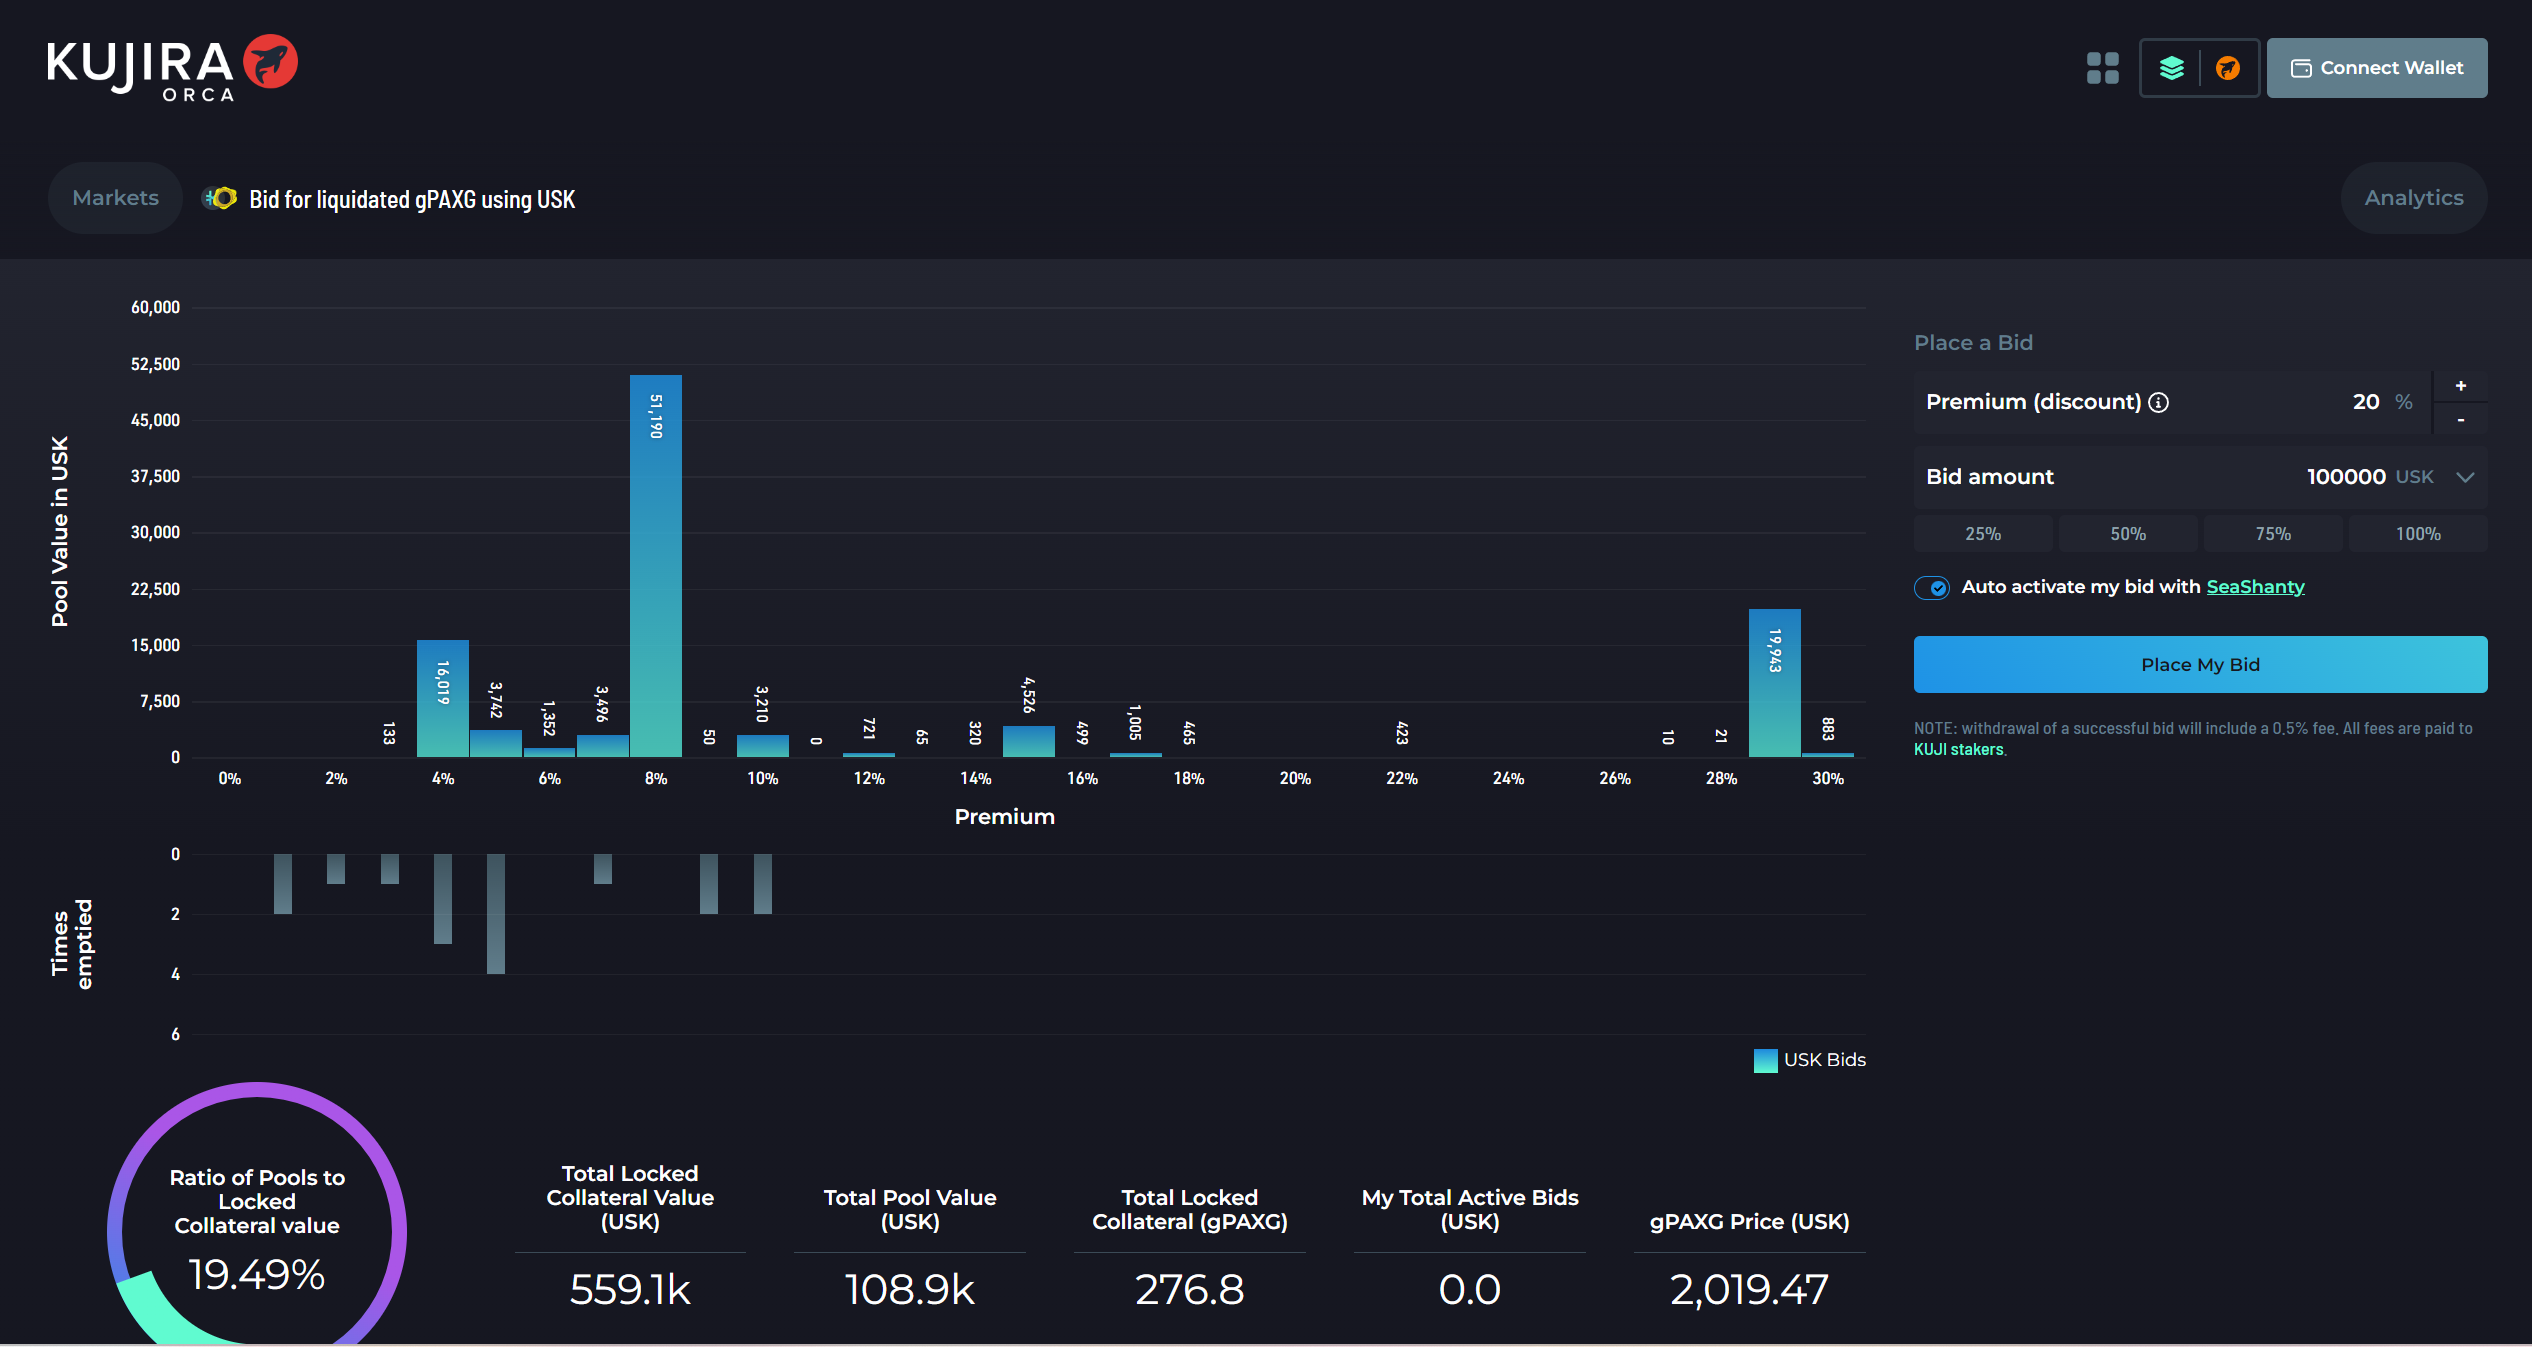 KUJIRA
ORCA
Connect Wallet
Markets
Bid for liquidated gPAXG using USK
Analytics
Pool Value in USK
60,000
52,500
45,000
37,500
30,000
22,500
15,000
7,500
0
133
16,019
3,742
1,352
3,496
51,190
50
3,210
0
721
65
320
4,526
499
1,005
465
423
10
21
19,943
883
0%
2%
4%
6%
8%
10%
12%
14%
16%
18%
20%
22%
24%
26%
28%
30%
Premium
Times
emptied
0
2
4
6
USK Bids
Place a Bid
Premium (discount)
20 %
+
-
Bid amount
100000 USK
25%
50%
75%
100%
Auto activate my bid with SeaShanty
Place My Bid
NOTE: withdrawal of a successful bid will include a 0.5% fee. All fees are paid to
KUJI stakers.
Ratio of Pools to
Locked
Collateral value
19.49%
Total Locked
Collateral Value
(USK)
559.1k
Total Pool Value
(USK)
108.9k
Total Locked
Collateral (gPAXG)
276.8
My Total Active Bids
(USK)
0.0
gPAXG Price (USK)
2,019.47